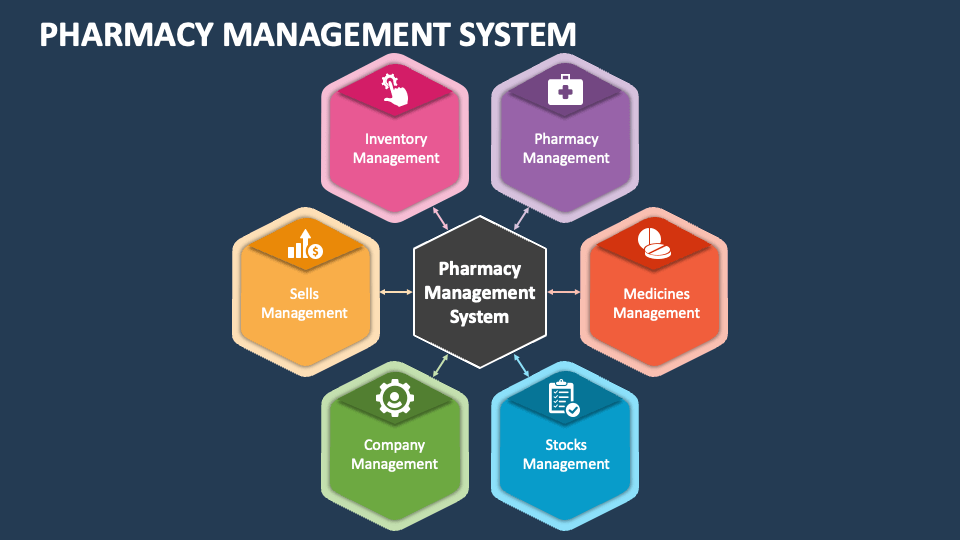 PHARMACY MANAGEMENT SYSTEM
Inventory
Management
Pharmacy
Management
Sells
Management
Pharmacy
Management
System
Medicines
Management
Company
Management
Stocks
Management